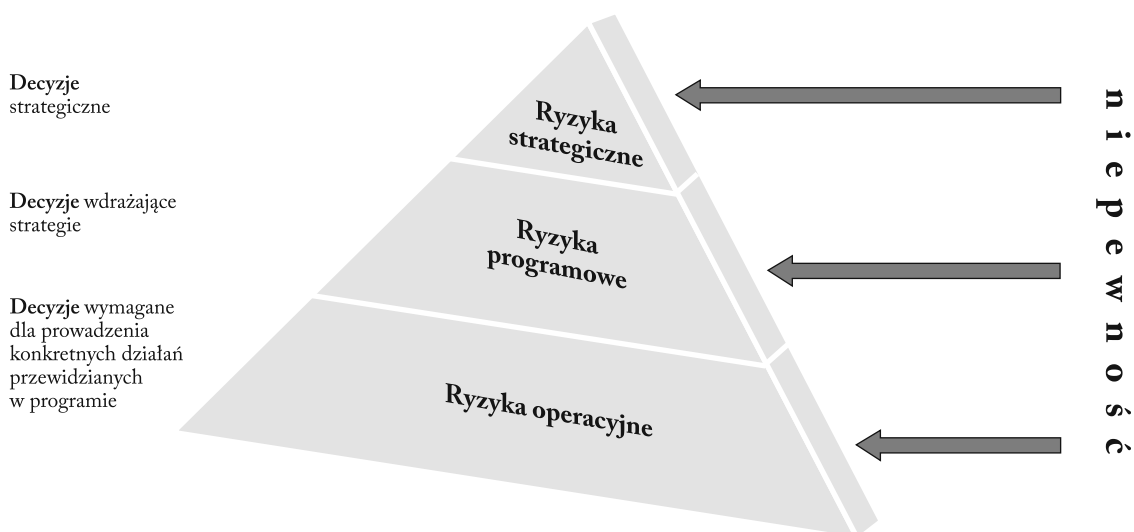 Decyzje
strategiczne
Ryzyka
strategiczne
Decyzje wdrażające
strategie
Ryzyka
programowe
Decyzje wymagane
dla prowadzenia
konkretnych działań
przewidzianych
w programie
Ryzyka operacyjne
niepewność